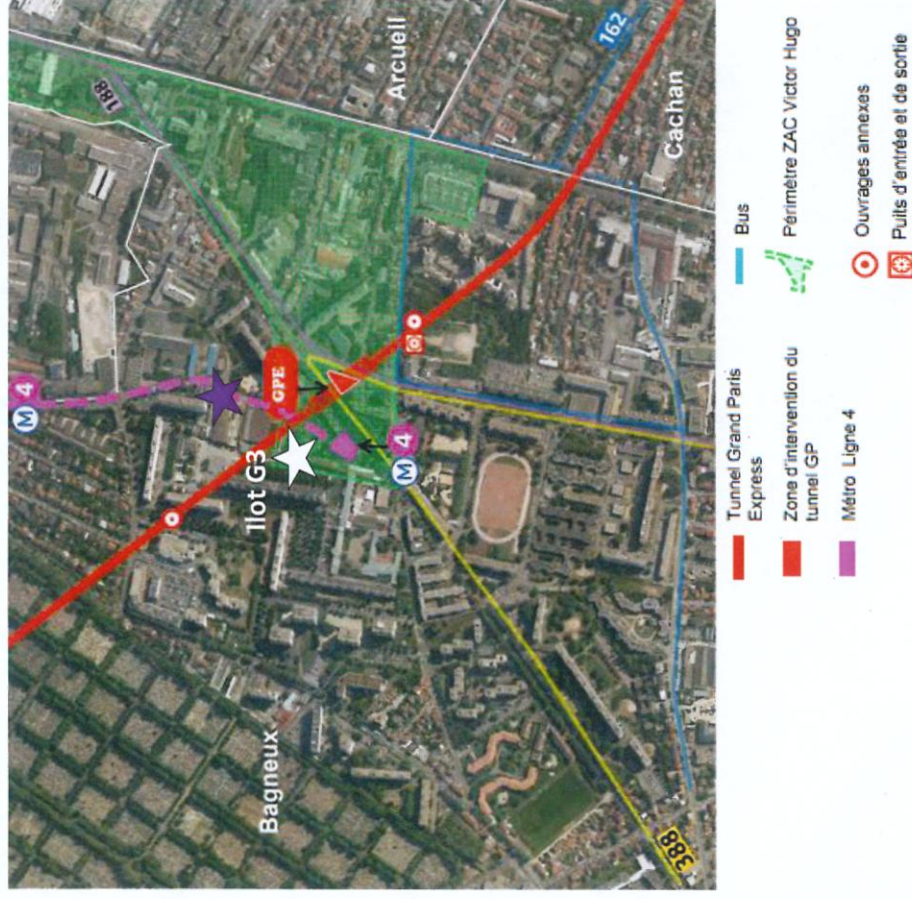 188
162
Arcueil
M 4
GPE
Cachan
Ilot G3
M 4
Bagneux
388
Tunnel Grand Paris
Express
Zone d'intervention du
tunnel GP
Métro Ligne 4
Bus
Périmètre ZAC Victor Hugo
Ouvrages annexes
Puits d'entrée et de sortie